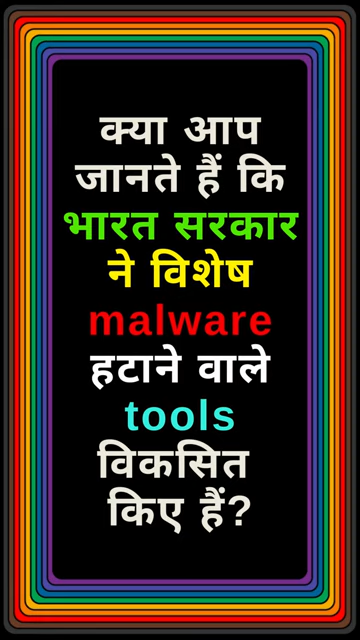 क्या आप
जानते हैं कि
भारत सरकार
ने विशेष
malware
हटाने वाले
tools
विकसित
किए हैं?